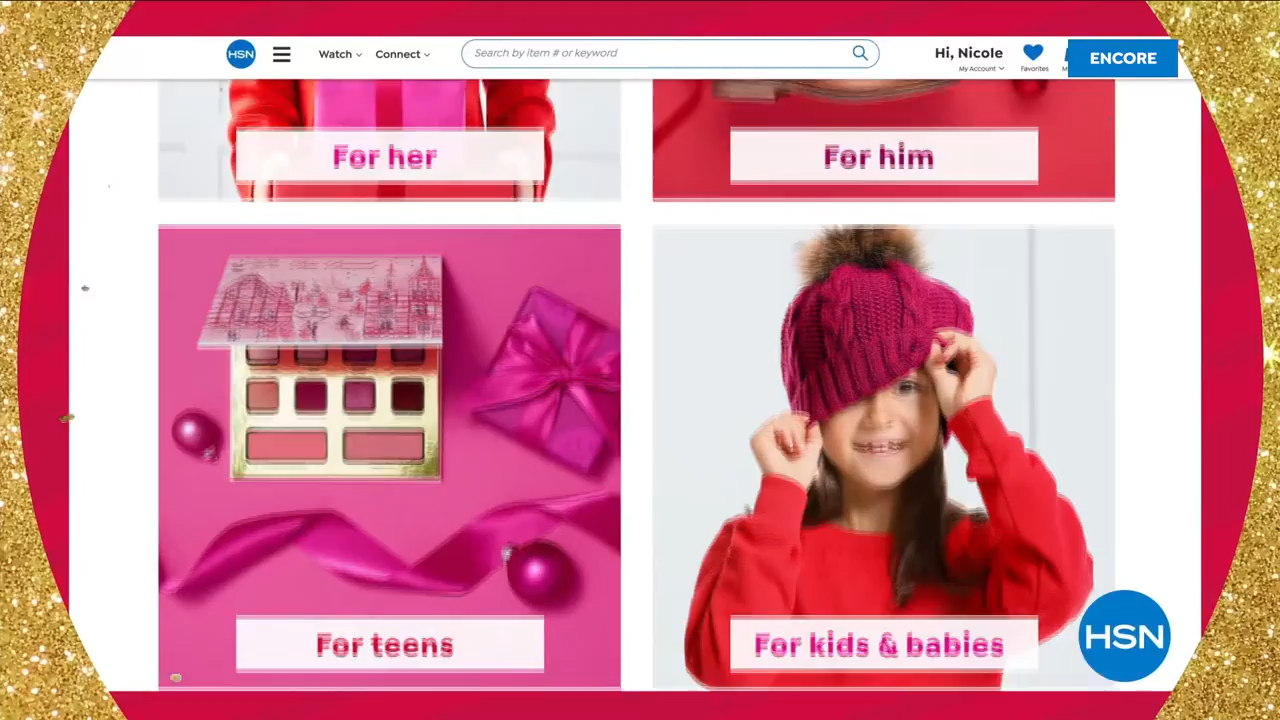 HSN
Watch
Connect
Search by item # or keyword
Hi, Nicole
My Account
Favorites
ENCORE
For her
For him
For teens
For kids & babies
HSN